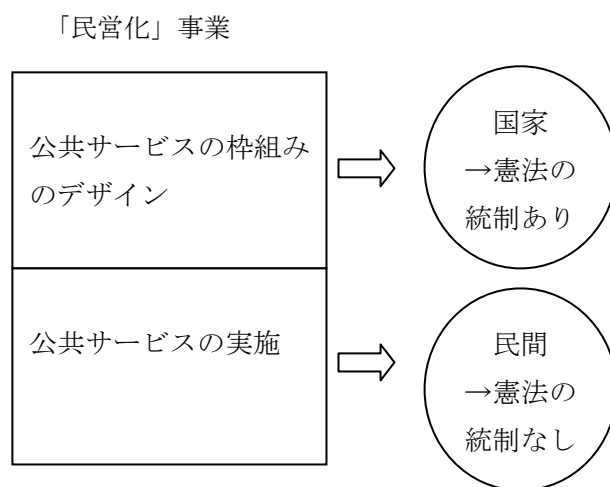 「民営化」事業
公共サービスの枠組み
のデザイン
国家
→憲法の
統制あり
公共サービスの実施
民間
→憲法の
統制なし